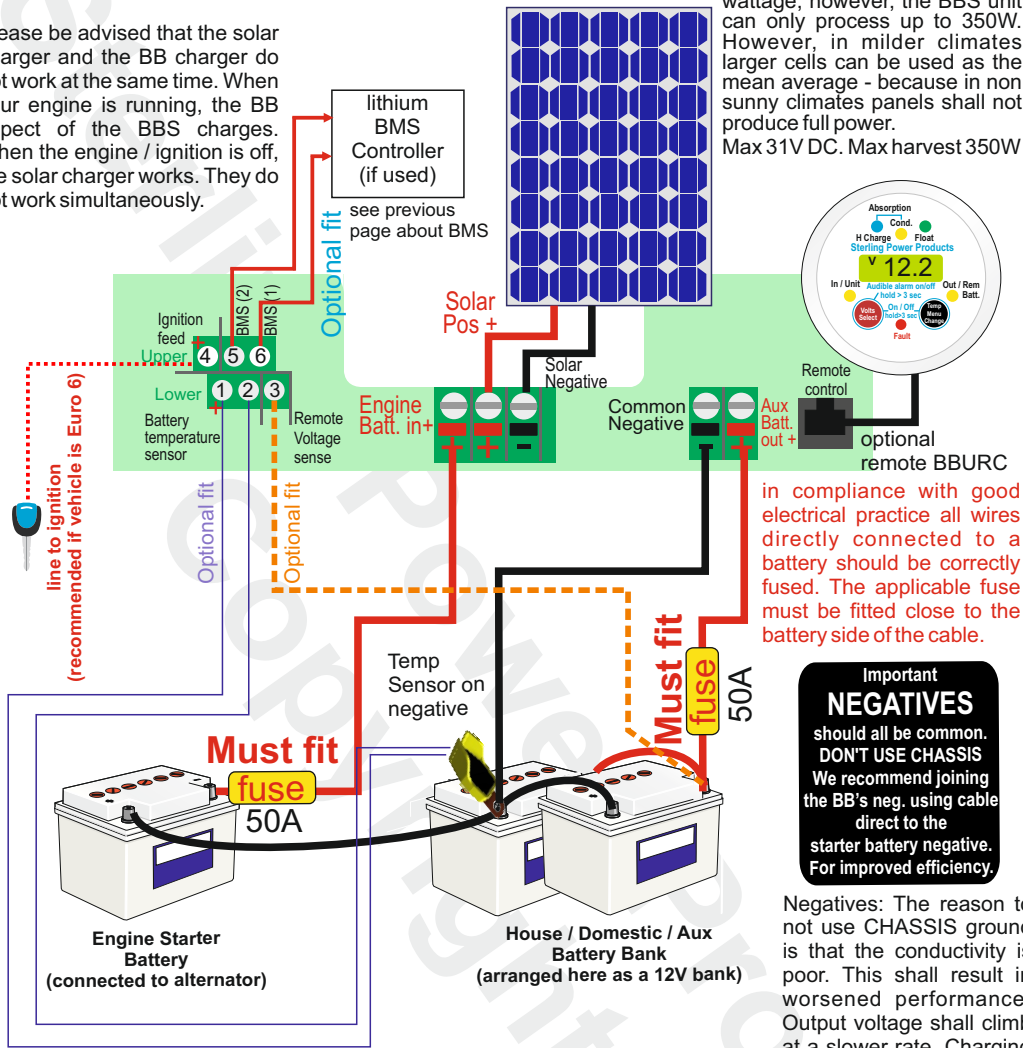 ease be advised that the solar
arger and the BB charger do
ot work at the same time. When
ur engine is running, the BB
pect of the BBS charges.
hen the engine / ignition is off,
e solar charger works. They do
ot work simultaneously.
lithium
BMS
Controller
(if used)
see previous
page about BMS
Optional fit
wattage, however, the BBS unit
can only process up to 350W.
However, in milder climates
larger cells can be used as the
mean average - because in non
sunny climates panels shall not
produce full power.
Max 31V DC. Max harvest 350W
Absorption
Cond.
H Charge
Float
Sterling Power Products
V 12.2
In / Unit
Audible alarm on/off
hold > 3 sec
Out / Rem
Batt.
Volts
Select
On / Off
hold>3 sec
Temp
Menu
Change
Fault
BMS (2)
BMS (1)
Ignition
feed
Upper
+
4 5 6
Lower
1 2 3
+
Battery
temperature
sensor
Remote
Voltage
sense
Solar
Pos +
Solar
Negative
Engine
Batt. in+
+ + -
Common
Negative
- +
Aux
Batt.
out +
Remote
control
optional
remote BBURC
line to ignition
(recommended if vehicle is Euro 6)
Optional fit
Optional fit
in compliance with good
electrical practice all wires
directly connected to a
battery should be correctly
fused. The applicable fuse
must be fitted close to the
battery side of the cable.
Temp
Sensor on
negative
Must fit
fuse
50A
Must fit
fuse
50A
Important
NEGATIVES
should all be common.
DON'T USE CHASSIS
We recommend joining
the BB's neg. using cable
direct to the
starter battery negative.
For improved efficiency.
Engine Starter
Battery
(connected to alternator)
House / Domestic / Aux
Battery Bank
(arranged here as a 12V bank)
Negatives: The reason to
not use CHASSIS ground
is that the conductivity is
poor. This shall result in
worsened performance
Output voltage shall climb
at a slower rate. Charging